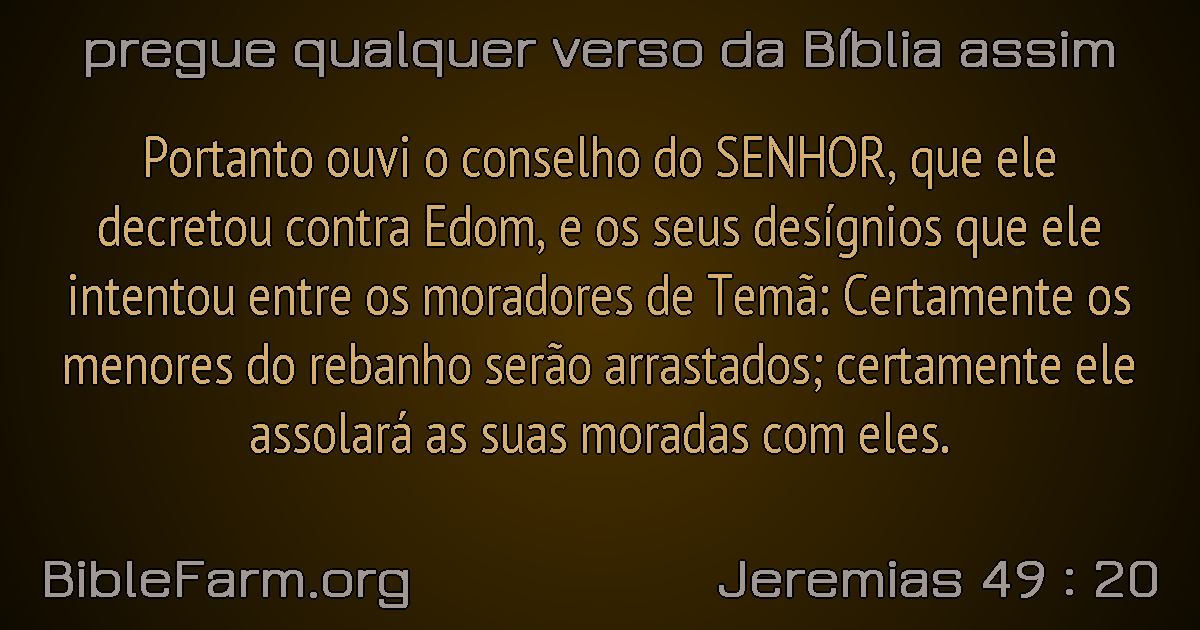 pregue qualquer verso da Bíblia assim
Portanto ouvi o conselho do SENHOR, que ele
decretou contra Edom, e os seus desígnios que ele
intentou entre os moradores de Temã: Certamente os
menores do rebanho serão arrastados; certamente ele
assolará as suas moradas com eles.
BibleFarm.org
Jeremias 49 : 20